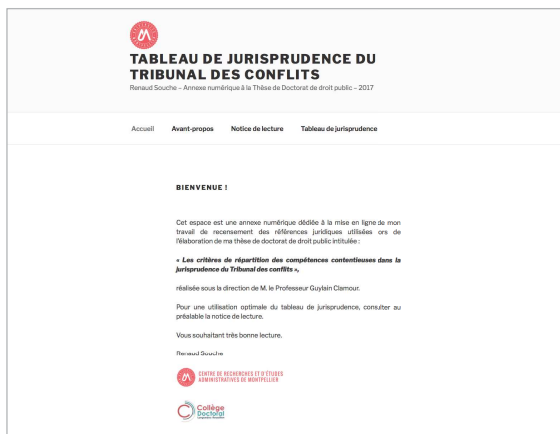 TABLEAU DE JURISPRUDENCE DU
TRIBUNAL DES CONFLITS
Renaud Souche – Annexe numérique à la Thèse de Doctorat de droit public – 2017
Accueil Avant-propos Notice de lecture Tableau de jurisprudence
BIENVENUE !
Cet espace est une annexe numérique dédiée à la mise en ligne de mon
travail de recensement des références juridiques utilisées ors de
l'élaboration de ma thèse de doctorat de droit public intitulée :
« Les critères de répartition des compétences contentieuses dans la
jurisprudence du Tribunal des conflits »,
réalisée sous la direction de M. le Professeur Guylain Clamour.
Pour une utilisation optimale du tableau de jurisprudence, consulter au
préalable la notice de lecture.
Vous souhaitant très bonne lecture.
Renaud Souche
CENTRE DE RECHERCHES ET D'ÉTUDES
ADMINISTRATIVES DE MONTPELLIER
Collège
Doctoral